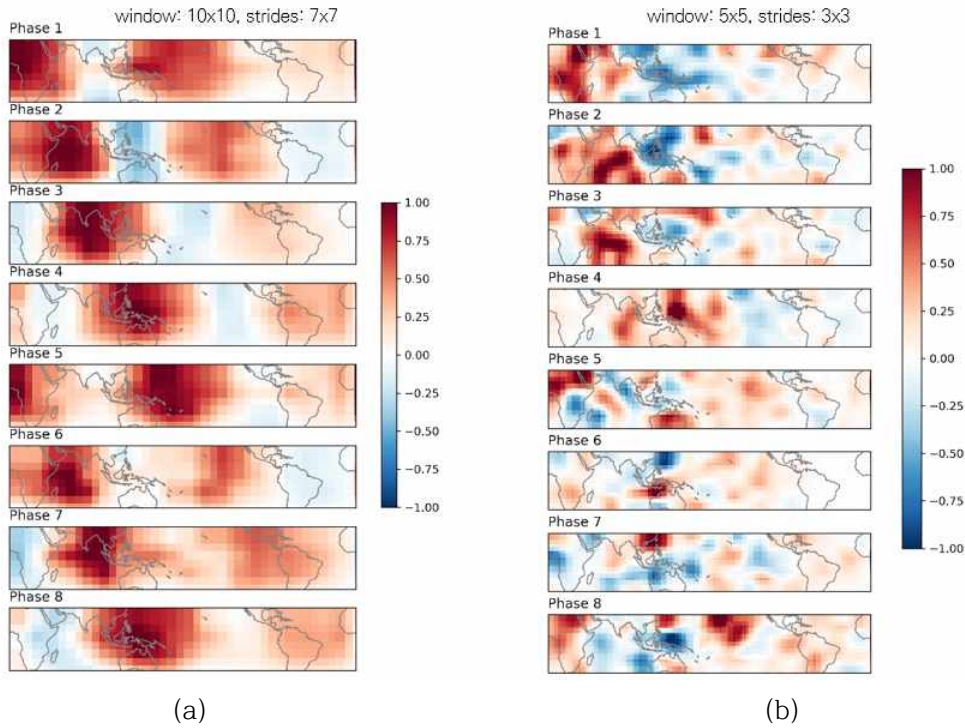 window: 10x10, strides: 7x7
Phase 1
Phase 2
Phase 3
Phase 4
Phase 5
Phase 6
Phase 7
Phase 8
1.00
0.75
0.50
0.25
0.00
−0.25
−0.50
−0.75
−1.00
(a)
window: 5x5, strides: 3x3
Phase 1
Phase 2
Phase 3
Phase 4
Phase 5
Phase 6
Phase 7
Phase 8
1.00
0.75
0.50
0.25
0.00
−0.25
−0.50
−0.75
−1.00
(b)